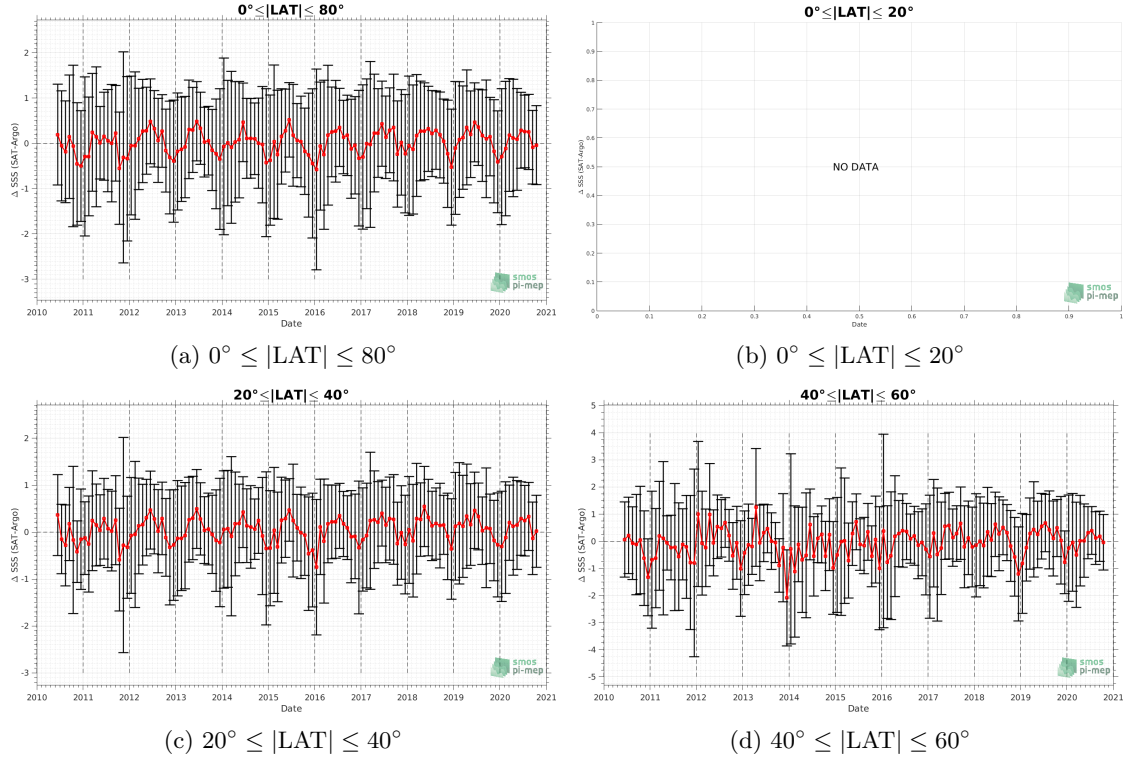 0°≤|LAT|≤ 80°
Δ SSS (SAT-Argo)
2
1
0
-1
-2
-3
2010 2011 2012 2013 2014 2015 2016 2017 2018 2019 2020 2021
Date
smos
pi-mep
(a) 0° ≤ |LAT| ≤ 80°
0°≤|LAT|≤ 20°
Δ SSS (SAT-Argo)
1
0.9
0.8
0.7
0.6
0.5
0.4
0.3
0.2
0.1
0
NO DATA
0 0.1 0.2 0.3 0.4 0.5 0.6 0.7 0.8 0.9 1
Date
smos
pi-mep
(b) 0° ≤ |LAT| ≤ 20°
20°≤|LAT|≤ 40°
Δ SSS (SAT-Argo)
2
1
0
-1
-2
-3
2010 2011 2012 2013 2014 2015 2016 2017 2018 2019 2020 2021
Date
smos
pi-mep
(c) 20° ≤ |LAT| ≤ 40°
40°≤|LAT|≤ 60°
Δ SSS (SAT-Argo)
5
4
3
2
1
0
-1
-2
-3
-4
-5
2010 2011 2012 2013 2014 2015 2016 2017 2018 2019 2020 2021
Date
smos
pi-mep
(d) 40° ≤ |LAT| ≤ 60°